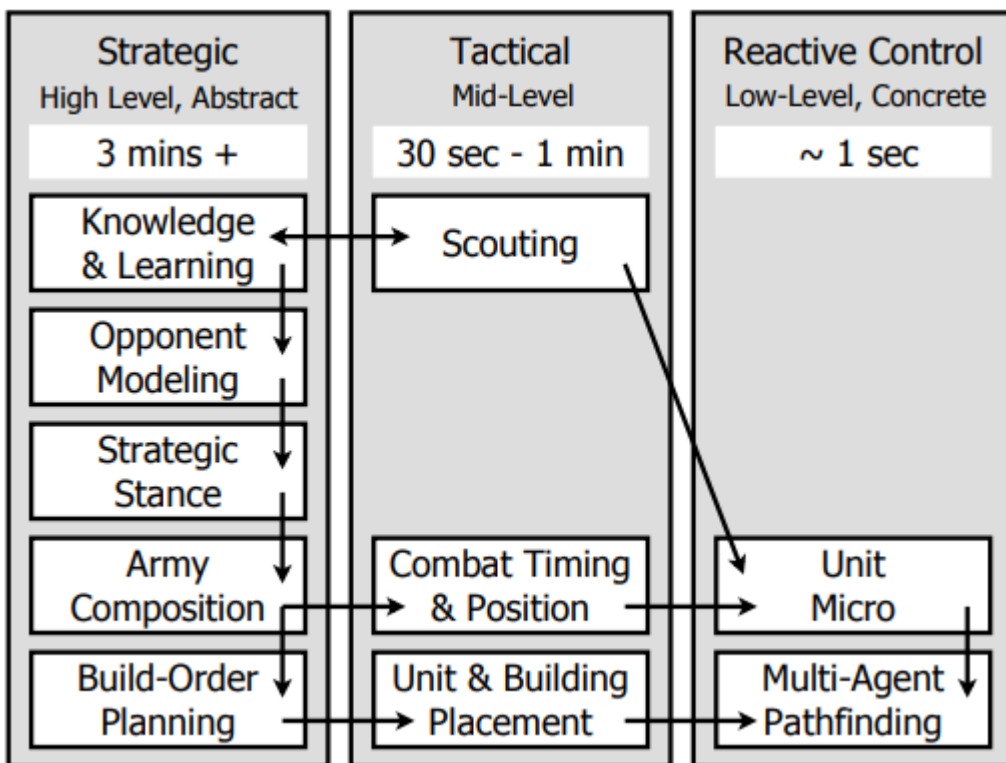 Strategic
High Level, Abstract
3 mins +
Knowledge
& Learning
Opponent
Modeling
Strategic
Stance
Army
Composition
Build-Order
Planning
Tactical
Mid-Level
30 sec - 1 min
Scouting
Combat Timing
& Position
Unit & Building
Placement
Reactive Control
Low-Level, Concrete
~ 1 sec
Unit
Micro
Multi-Agent
Pathfinding